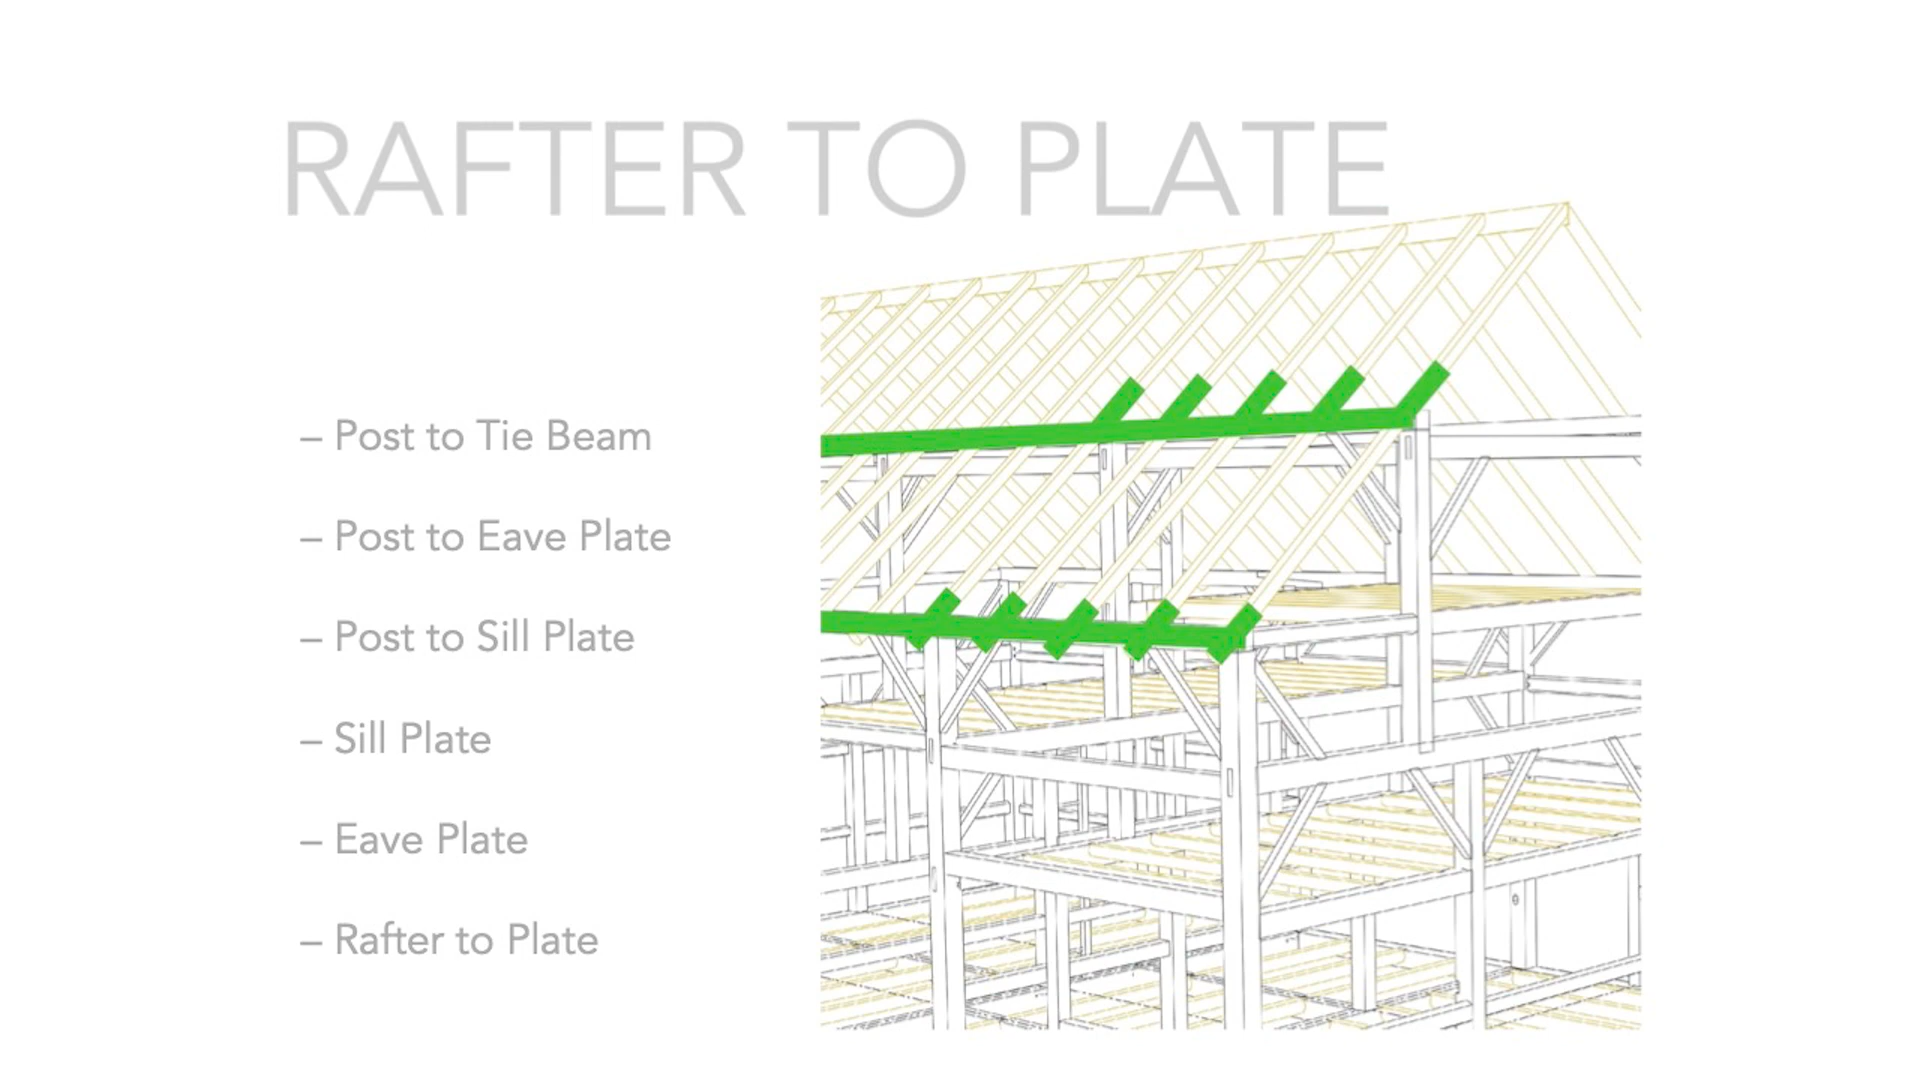 RAFTER TO PLATE
– Post to Tie Beam
– Post to Eave Plate
– Post to Sill Plate
– Sill Plate
– Eave Plate
– Rafter to Plate